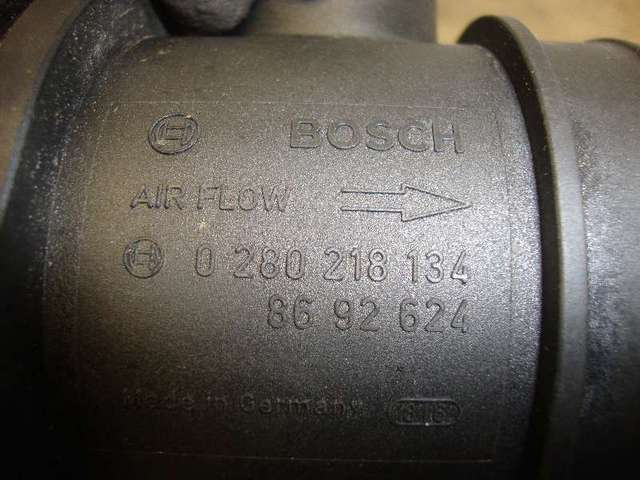 BOSCH
AIR FLOW
0 280 218 134
86 92 624
Made in Germany